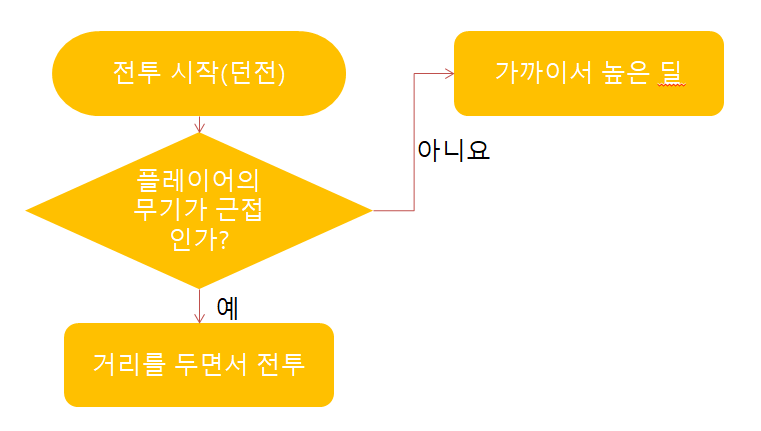 전투 시작(던전)
가까이서 높은 딜
아니요
플레이어의
무기가 근접
인가?
예
거리를 두면서 전투